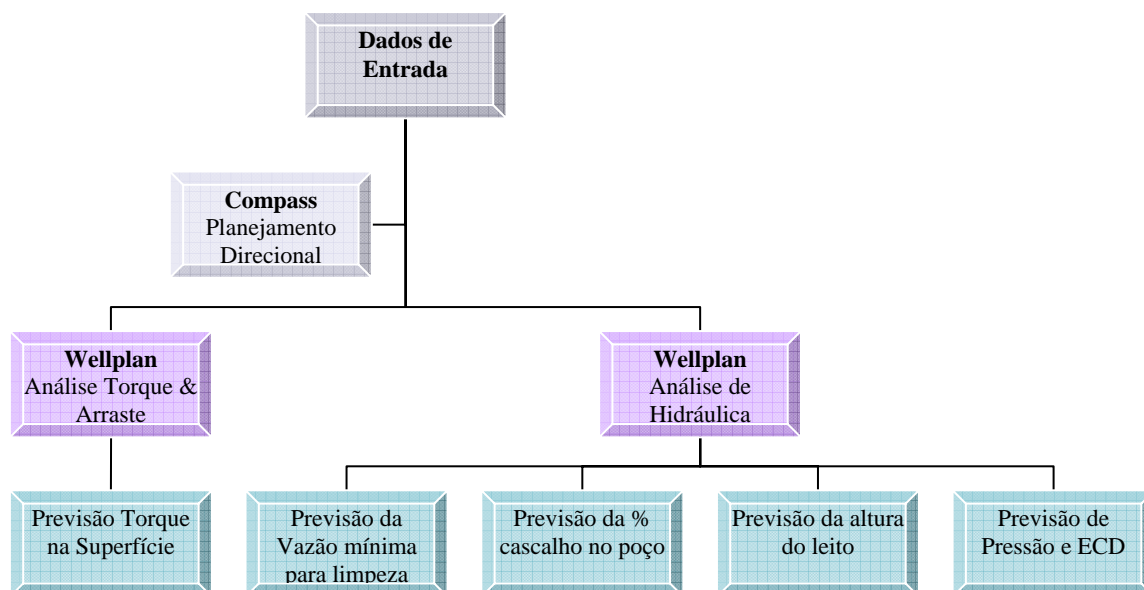 Dados de
Entrada
Compass
Planejamento
Direcional
Wellplan
Análise Torque &
Arraste
Wellplan
Análise de
Hidráulica
Previsão Torque
na Superfície
Previsão da
Vazão mínima
para limpeza
Previsão da %
cascalho no poço
Previsão da altura
do leito
Previsão de
Pressão e ECD